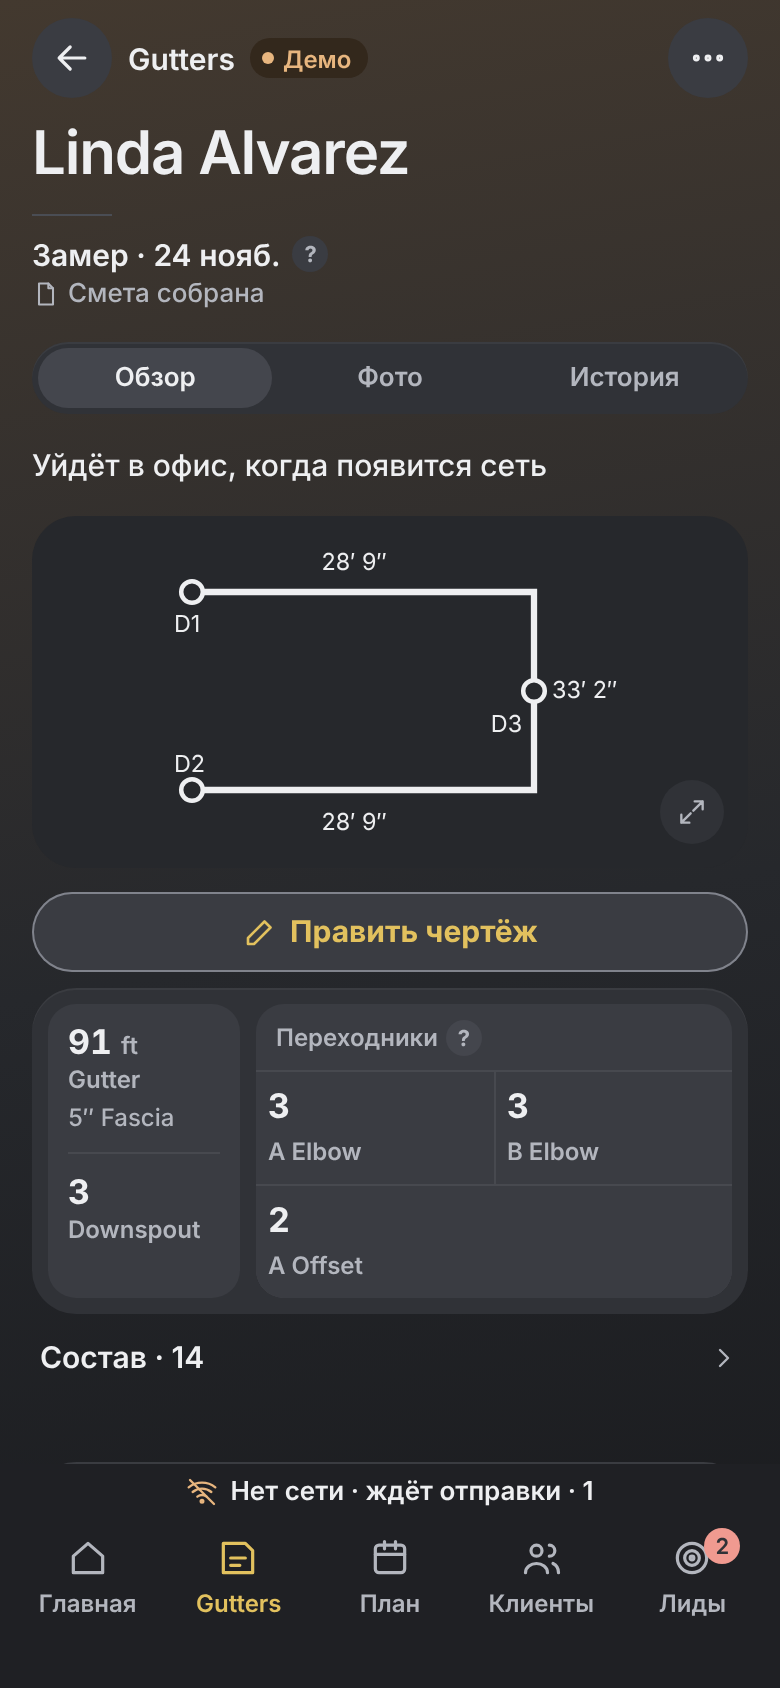 Gutters
Демо
Linda Alvarez
Замер · 24 нояб. ?
Смета собрана
Обзор
Фото
История
Уйдёт в офис, когда появится сеть
28′ 9″
D1
33′ 2″
D3
D2
28′ 9″
Править чертёж
91 ft
Gutter
5″ Fascia
3
Downspout
Переходники ?
3
A Elbow
3
B Elbow
2
A Offset
Состав · 14
Нет сети · ждёт отправки · 1
Главная
Gutters
План
Клиенты
2
Лиды